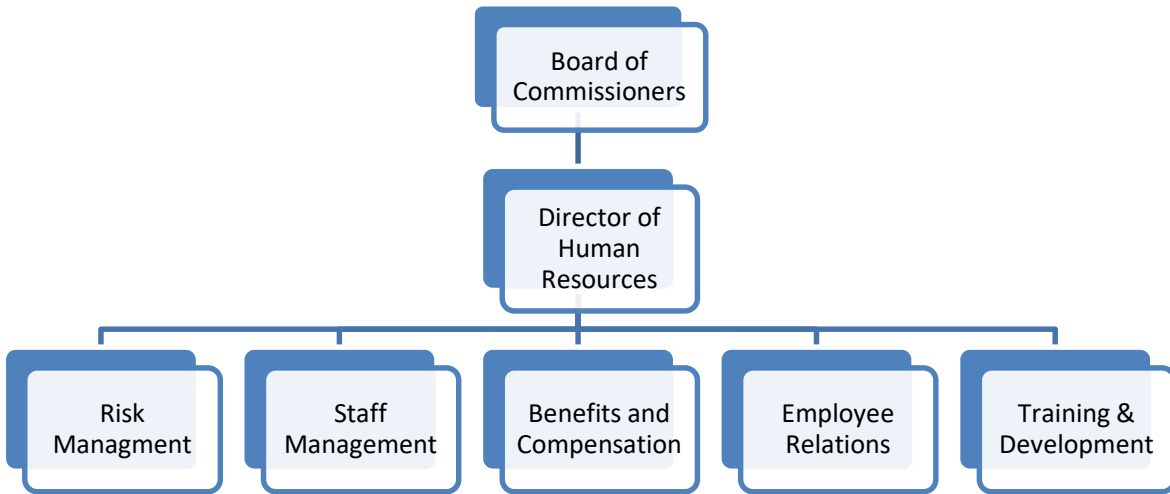 Board of
Commissioners
Director of
Human
Resources
Risk
Managment
Staff
Management
Benefits and
Compensation
Employee
Relations
Training &
Development